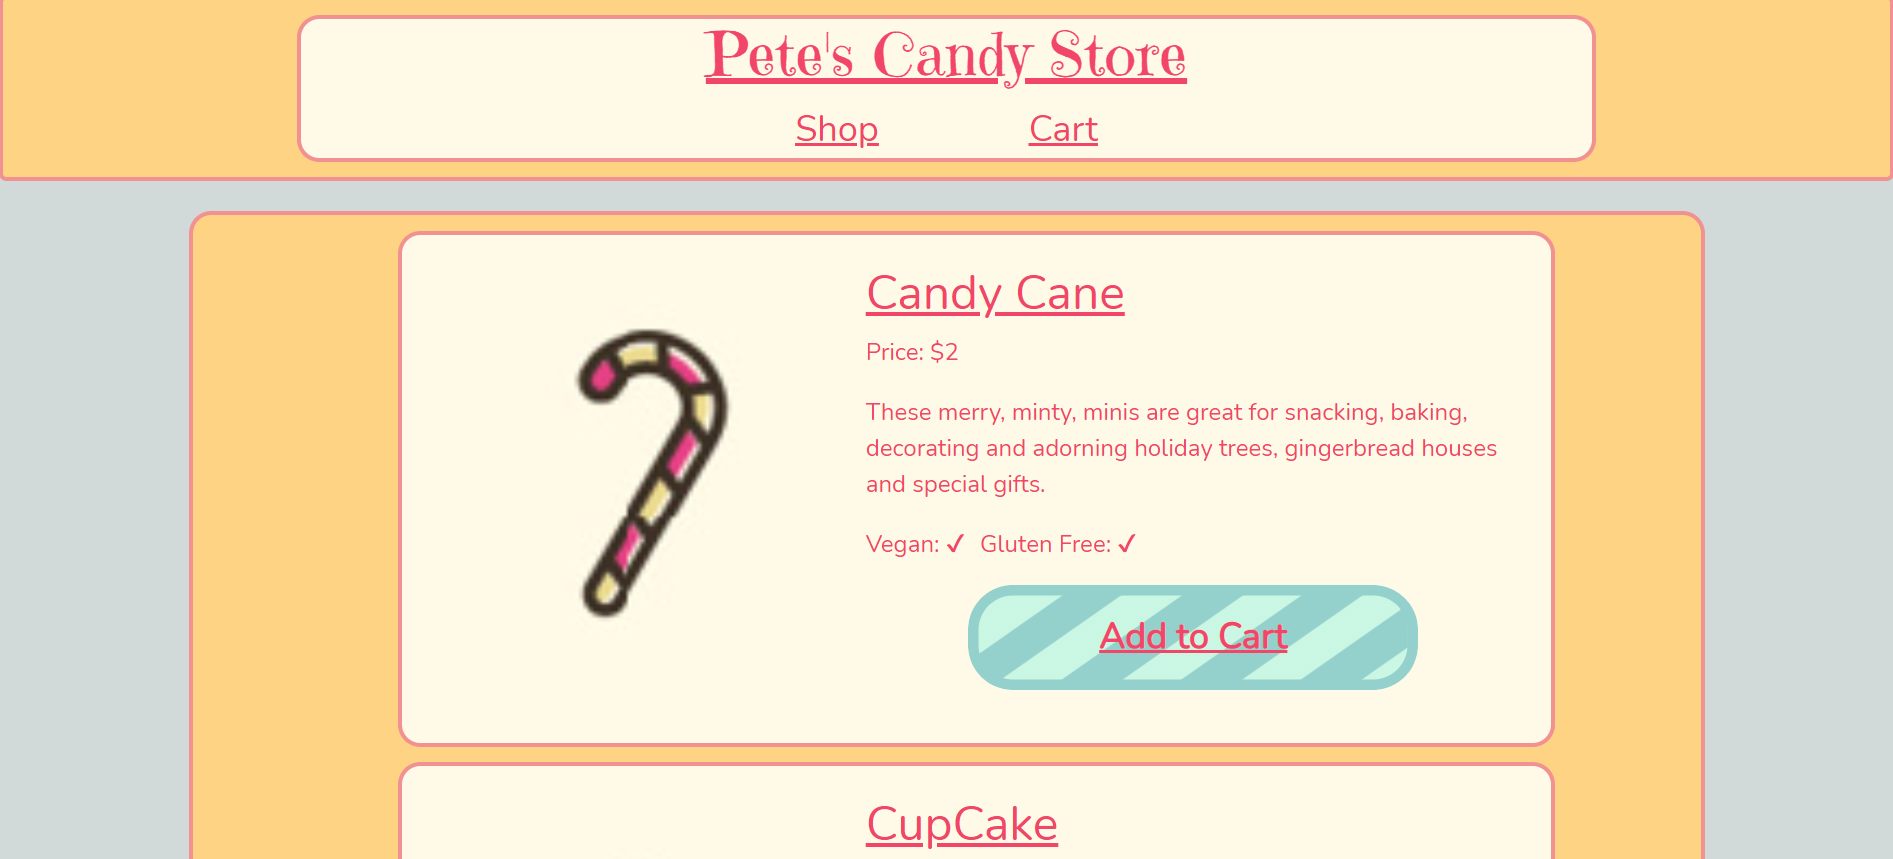 Pete's Candy Store
Shop Cart
Candy Cane
Price: $2
These merry, minty, minis are great for snacking, baking,
decorating and adorning holiday trees, gingerbread houses
and special gifts.
Vegan: ✓ Gluten Free: ✓
Add to Cart
CupCake